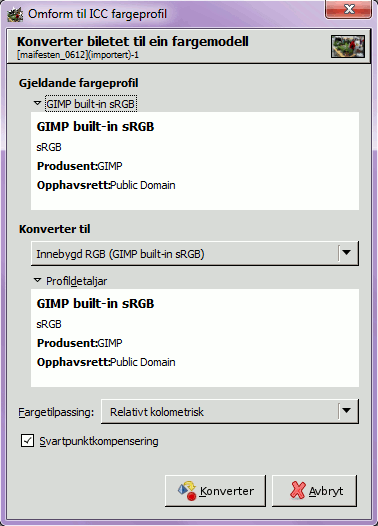 Omform til ICC fargeprofil
Konverter biletet til ein fargemodell
[maifesten_0612](importert)-1
Gjeldande fargeprofil
GIMP built-in sRGB
GIMP built-in sRGB
sRGB
Produsent:GIMP
Opphavsrett:Public Domain
Konverter til
Innebygd RGB (GIMP built-in sRGB)
Profildetaljar
GIMP built-in sRGB
sRGB
Produsent:GIMP
Opphavsrett:Public Domain
Fargetilpassing: Relativt kolometrisk
Svartpunktkompensering
Konverter Avbryt